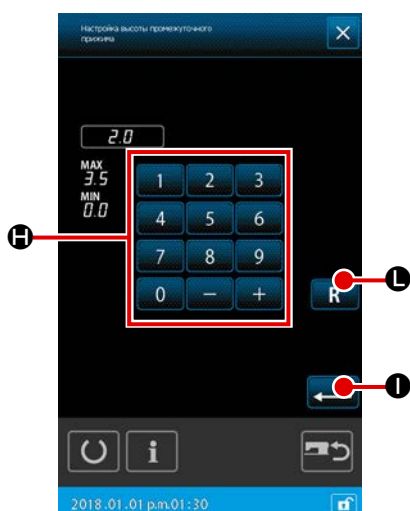 Настройка высоты промежуточного
прижима
2.0
MAX
3.5
MIN
0.0
1 2 3
4 5 6
7 8 9
0 − +
H
L
R
I
i
2018.01.01 p.m.01:30